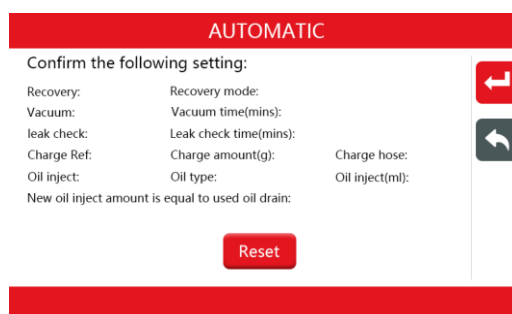 AUTOMATIC
Confirm the following setting:
Recovery: Recovery mode:
Vacuum: Vacuum time(mins):
leak check: Leak check time(mins):
Charge Ref: Charge amount(g): Charge hose:
Oil inject: Oil type: Oil inject(ml):
New oil inject amount is equal to used oil drain:
Reset